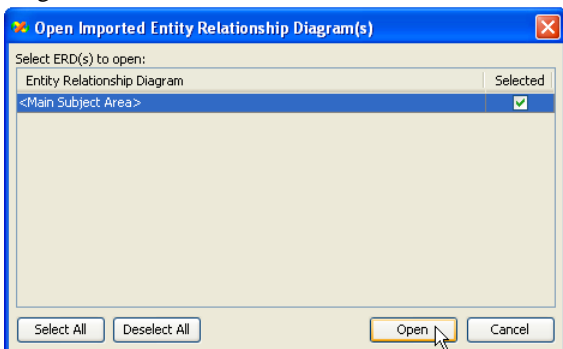 Open Imported Entity Relationship Diagram(s)
Select ERD(s) to open:
Entity Relationship Diagram Selected
<Main Subject Area>
Select All Deselect All Open Cancel